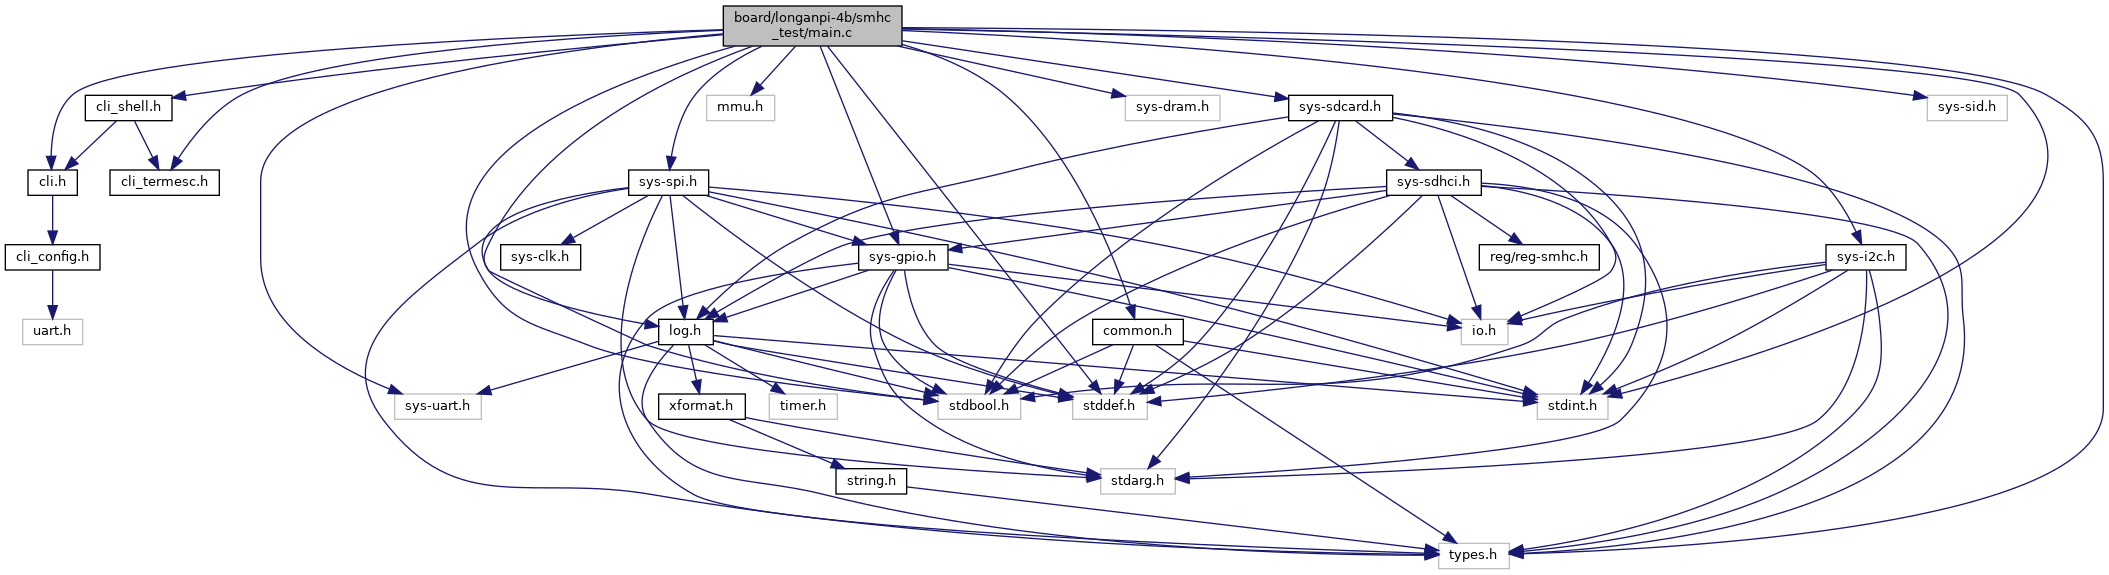 board/longanpi-4b/smhc
_test/main.c
cli_shell.h
mmu.h
sys-dram.h
sys-sdcard.h
sys-sid.h
cli.h
cli_termesc.h
sys-spi.h
sys-sdhci.h
cli_config.h
sys-clk.h
sys-gpio.h
reg/reg-smhc.h
sys-i2c.h
uart.h
log.h
common.h
io.h
sys-uart.h
xformat.h
timer.h
stdbool.h
stddef.h
stdint.h
string.h
stdarg.h
types.h